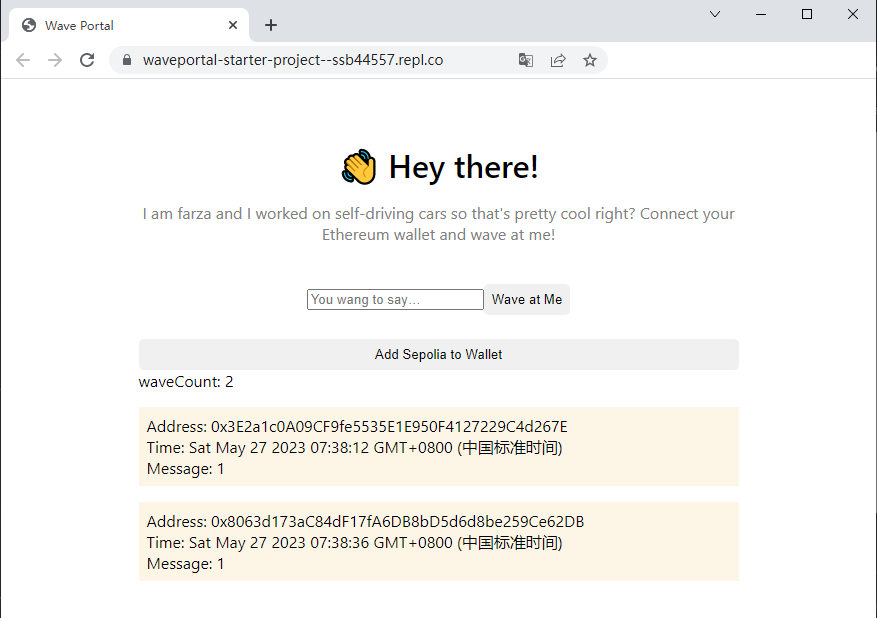 Wave Portal
waveportal-starter-project--ssb44557.repl.co
👋 Hey there!
I am farza and I worked on self-driving cars so that's pretty cool right? Connect your
Ethereum wallet and wave at me!
You wang to say... Wave at Me
Add Sepolia to Wallet
waveCount: 2
Address: 0x3E2a1c0A09CF9fe5535E1E950F4127229C4d267E
Time: Sat May 27 2023 07:38:12 GMT+0800 (中国标准时间)
Message: 1
Address: 0x8063d173aC84dF17fA6DB8bD5d6d8be259Ce62DB
Time: Sat May 27 2023 07:38:36 GMT+0800 (中国标准时间)
Message: 1